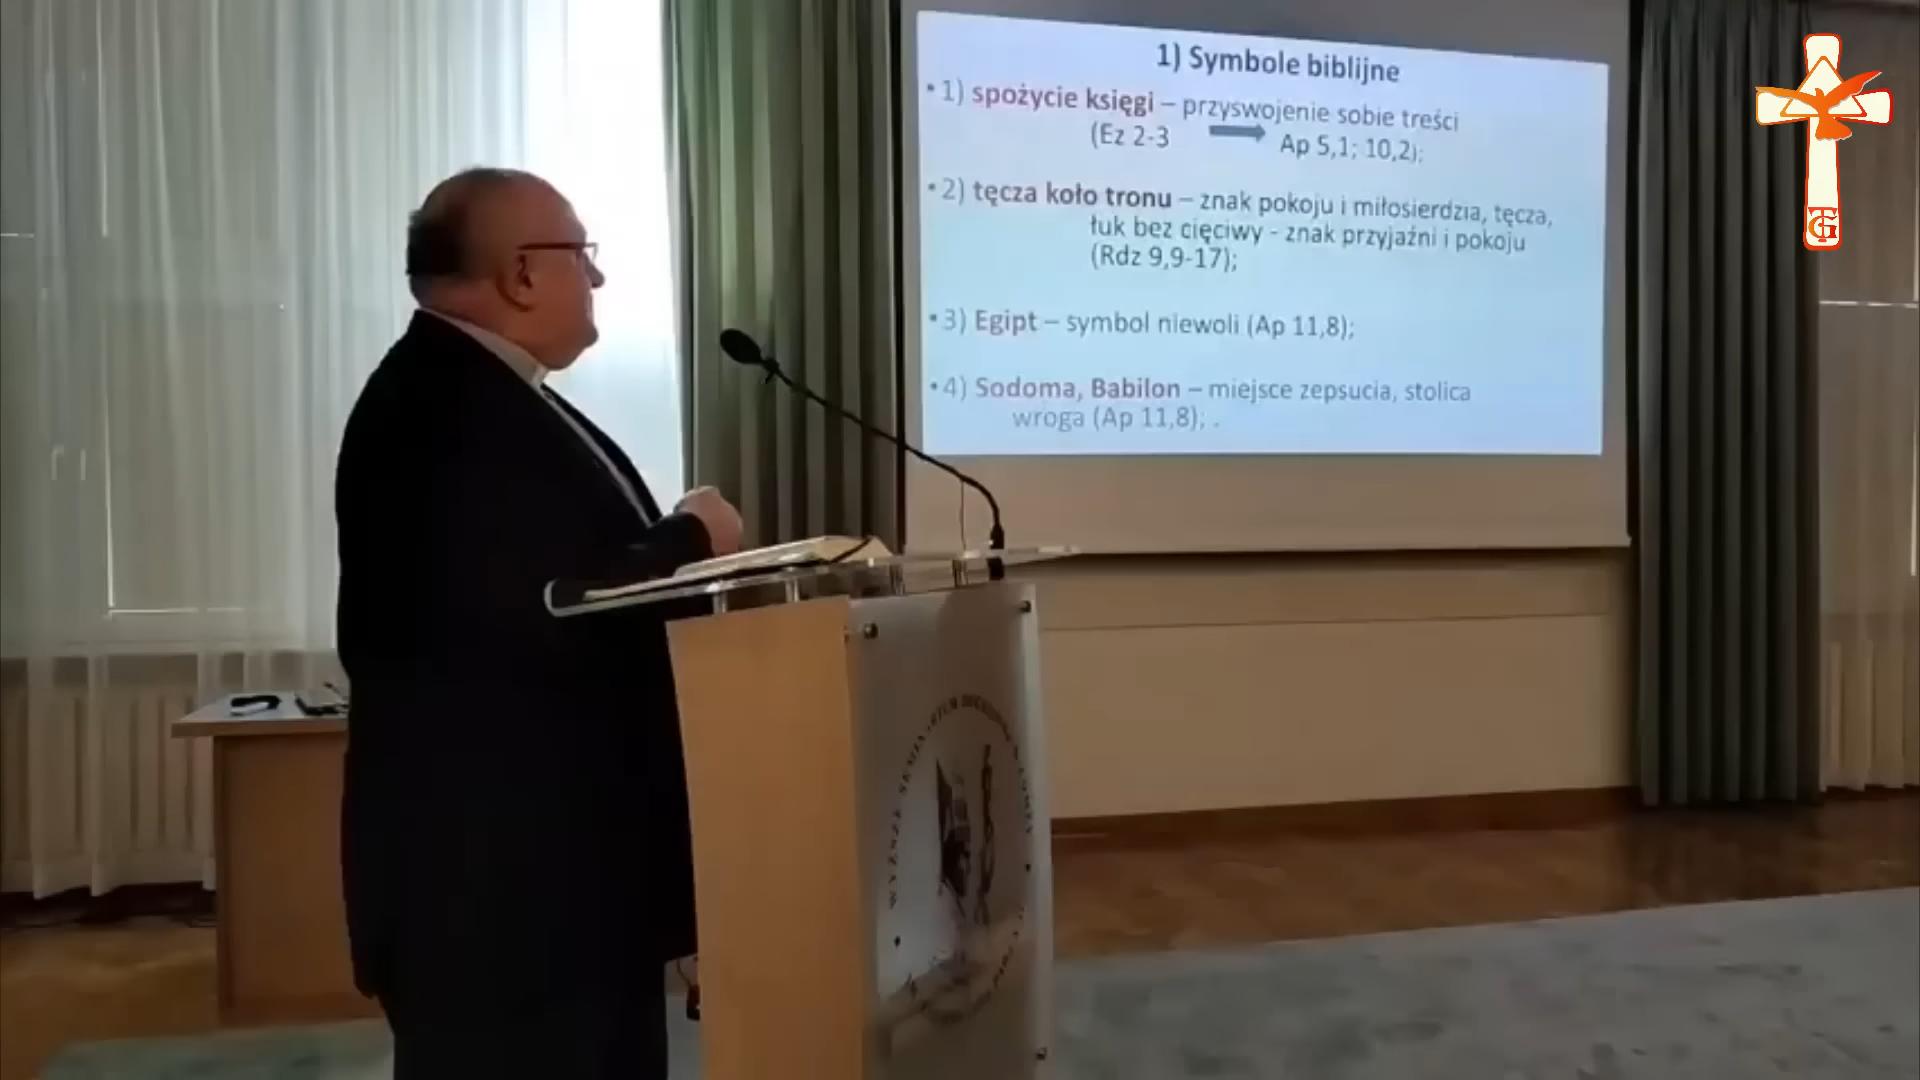 1) Symbole biblijne
• 1) spożycie księgi – przyswojenie sobie treści
(Ez 2-3 Ap 5,1; 10,2);
• 2) tęcza koło tronu – znak pokoju i miłosierdzia, tęcza,
łuk bez cięciwy - znak przyjaźni i pokoju
(Rdz 9,9-17);
• 3) Egipt – symbol niewoli (Ap 11,8);
• 4) Sodoma, Babilon – miejsce zepsucia, stolica
wroga (Ap 11,8); .
WYŻSZE SEMINARIUM